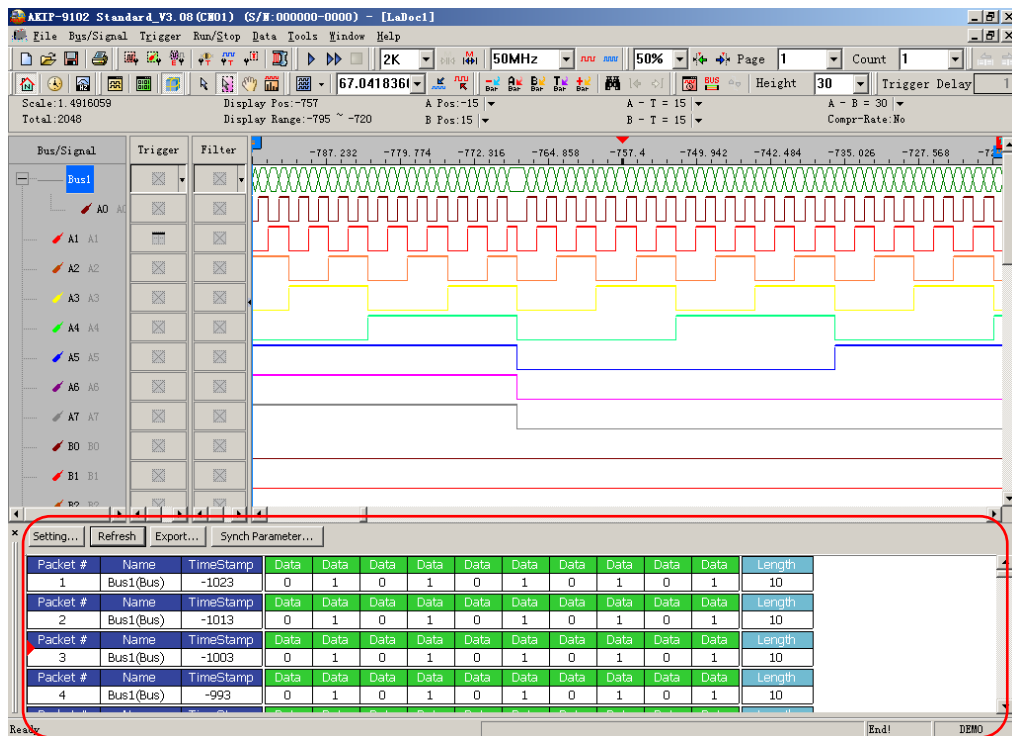 AKIP-9102 Standard_V3.08(CN01) (S/N:000000-0000) - [LaDoc1]
File Bus/Signal Trigger Run/Stop Data Tools Window Help
2K 50MHz 50% Page 1 Count 1
67.0418361 Bar Bar Bar Bar Bar BUS Height 30 Trigger Delay 1
Scale:1.4916059 Display Pos:-757 A Pos:-15 A - T = 15 A - B = 30
Total:2048 Display Range:-795 ~ -720 B Pos:15 B - T = 15 Compr-Rate:No
Bus/Signal Trigger Filter -787.232 -779.774 -772.316 -764.858 -757.4 -749.942 -742.484 -735.026 -727.568
Bus1
A0 A0
A1 A1
A2 A2
A3 A3
A4 A4
A5 A5
A6 A6
A7 A7
B0 B0
B1 B1
B2 B2
Setting... Refresh Export... Synch Parameter...
Packet # Name TimeStamp Data Data Data Data Data Data Data Data Data Data Length
1 Bus1(Bus) -1023 0 1 0 1 0 1 0 1 0 1 10
Packet # Name TimeStamp Data Data Data Data Data Data Data Data Data Data Length
2 Bus1(Bus) -1013 0 1 0 1 0 1 0 1 0 1 10
Packet # Name TimeStamp Data Data Data Data Data Data Data Data Data Data Length
3 Bus1(Bus) -1003 0 1 0 1 0 1 0 1 0 1 10
Packet # Name TimeStamp Data Data Data Data Data Data Data Data Data Data Length
4 Bus1(Bus) -993 0 1 0 1 0 1 0 1 0 1 10
Ready End! DEMO